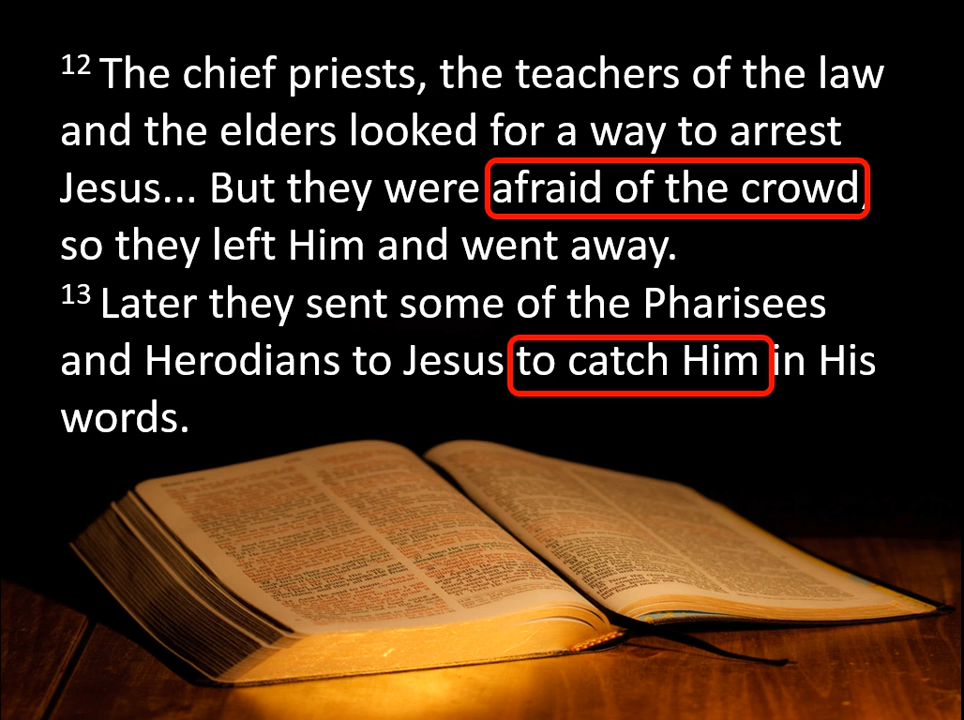 12 The chief priests, the teachers of the law
and the elders looked for a way to arrest
Jesus... But they were afraid of the crowd,
so they left Him and went away.
13 Later they sent some of the Pharisees
and Herodians to Jesus to catch Him in His
words.